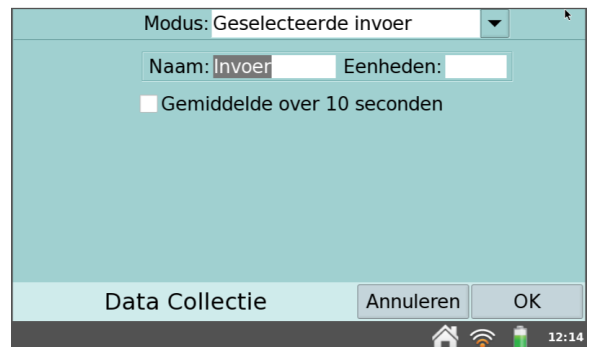 Modus: Geselecteerde invoer
Naam: Invoer Eenheden:
Gemiddelde over 10 seconden
Data Collectie Annuleren OK
12:14